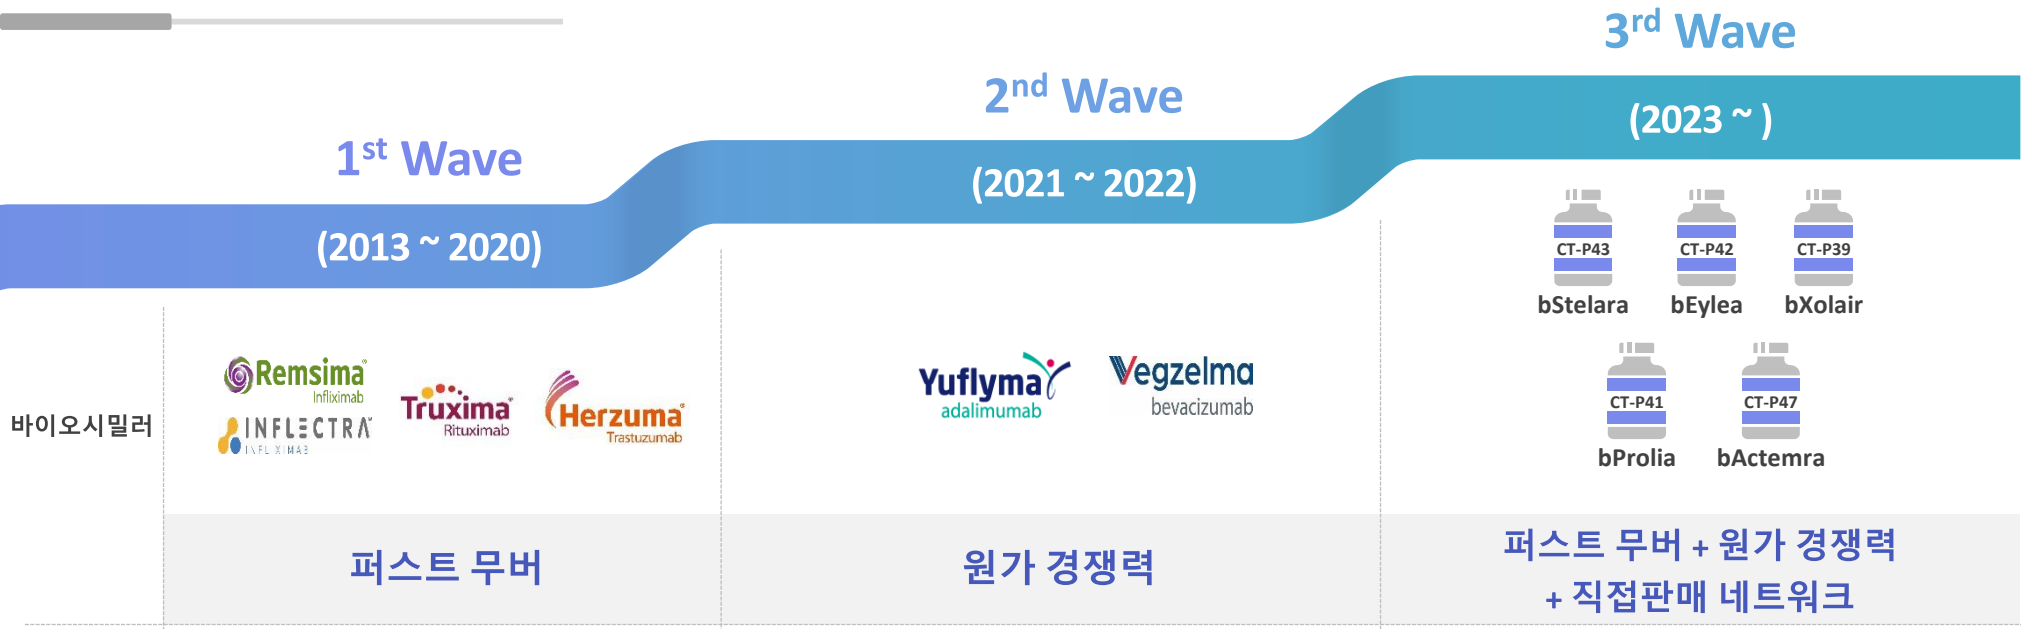 1st Wave
(2013 ~ 2020)
2nd Wave
(2021 ~ 2022)
3rd Wave
(2023 ~ )
바이오시밀러
Remsima®
Infliximab
INFLECTRA™
INFLIXIMAB
Truxima®
Rituximab
Herzuma®
Trastuzumab
Yuflyma
adalimumab
Vegzelma
bevacizumab
CT-P43 CT-P42 CT-P39
bStelara bEylea bXolair
CT-P41 CT-P47
bProlia bActemra
퍼스트 무버
원가 경쟁력
퍼스트 무버 + 원가 경쟁력
+ 직접판매 네트워크